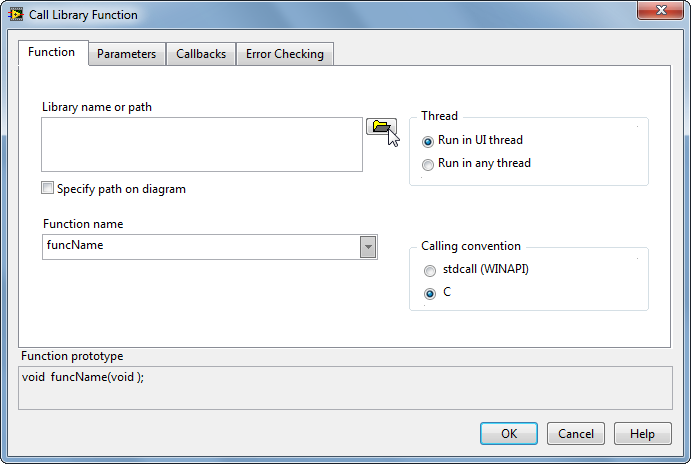 Call Library Function
Function
Parameters
Callbacks
Error Checking
Library name or path
Specify path on diagram
Function name
funcName
Thread
Run in UI thread
Run in any thread
Calling convention
stdcall (WINAPI)
C
Function prototype
void  funcName(void );
OK
Cancel
Help